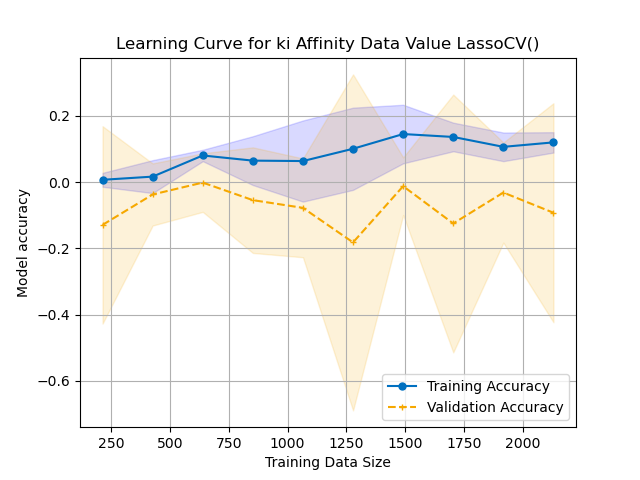 Learning Curve for ki Affinity Data Value LassoCV()
Model accuracy
0.2
0.0
−0.2
−0.4
−0.6
Training Accuracy
Validation Accuracy
250 500 750 1000 1250 1500 1750 2000
Training Data Size